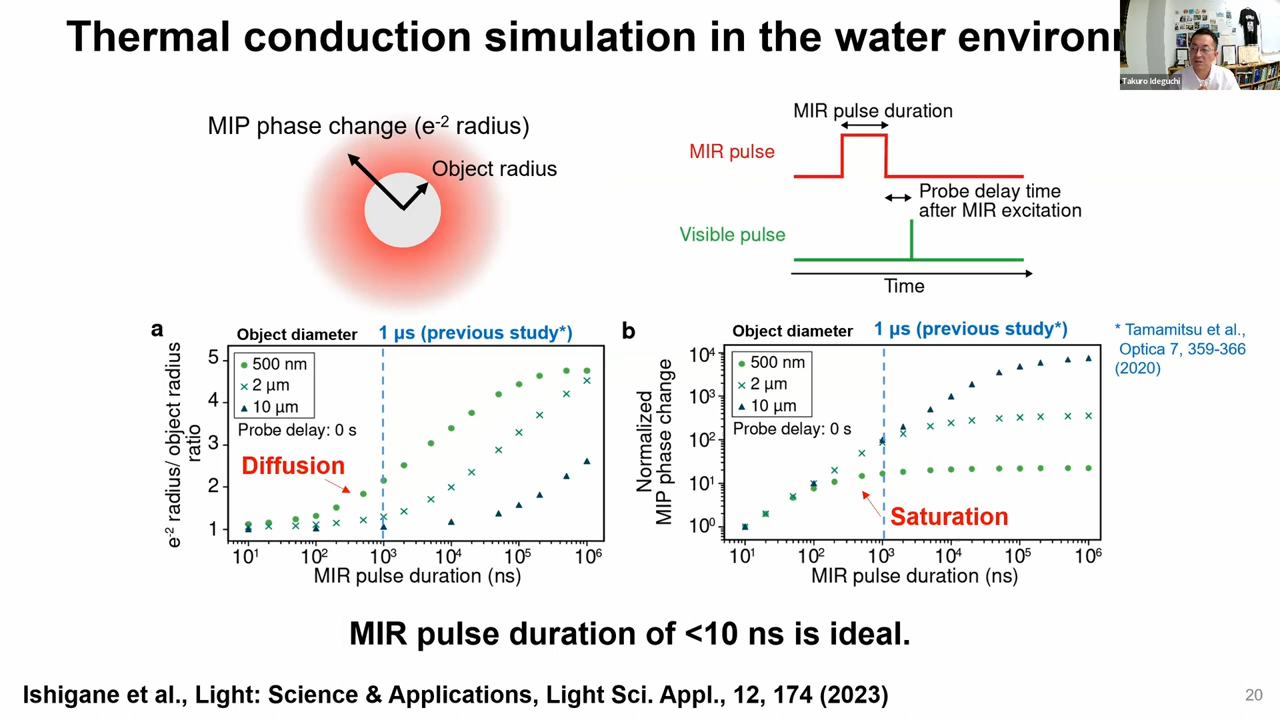 Thermal conduction simulation in the water environ
Takuro Ideguchi
MIP phase change (e⁻² radius)
Object radius
MIR pulse duration
MIR pulse
Probe delay time
after MIR excitation
Visible pulse
Time
a
Object diameter
1 µs (previous study*)
500 nm
2 µm
10 µm
Probe delay: 0 s
Diffusion
e⁻² radius/ object radius
ratio
5
4
3
2
1
10¹ 10² 10³ 10⁴ 10⁵ 10⁶
MIR pulse duration (ns)
b
Object diameter
1 µs (previous study*)
500 nm
2 µm
10 µm
Probe delay: 0 s
Saturation
Normalized
MIP phase change
10⁴
10³
10²
10¹
10⁰
10¹ 10² 10³ 10⁴ 10⁵ 10⁶
MIR pulse duration (ns)
* Tamamitsu et al.,
Optica 7, 359-366
(2020)
MIR pulse duration of <10 ns is ideal.
Ishigane et al., Light: Science & Applications, Light Sci. Appl., 12, 174 (2023)
20